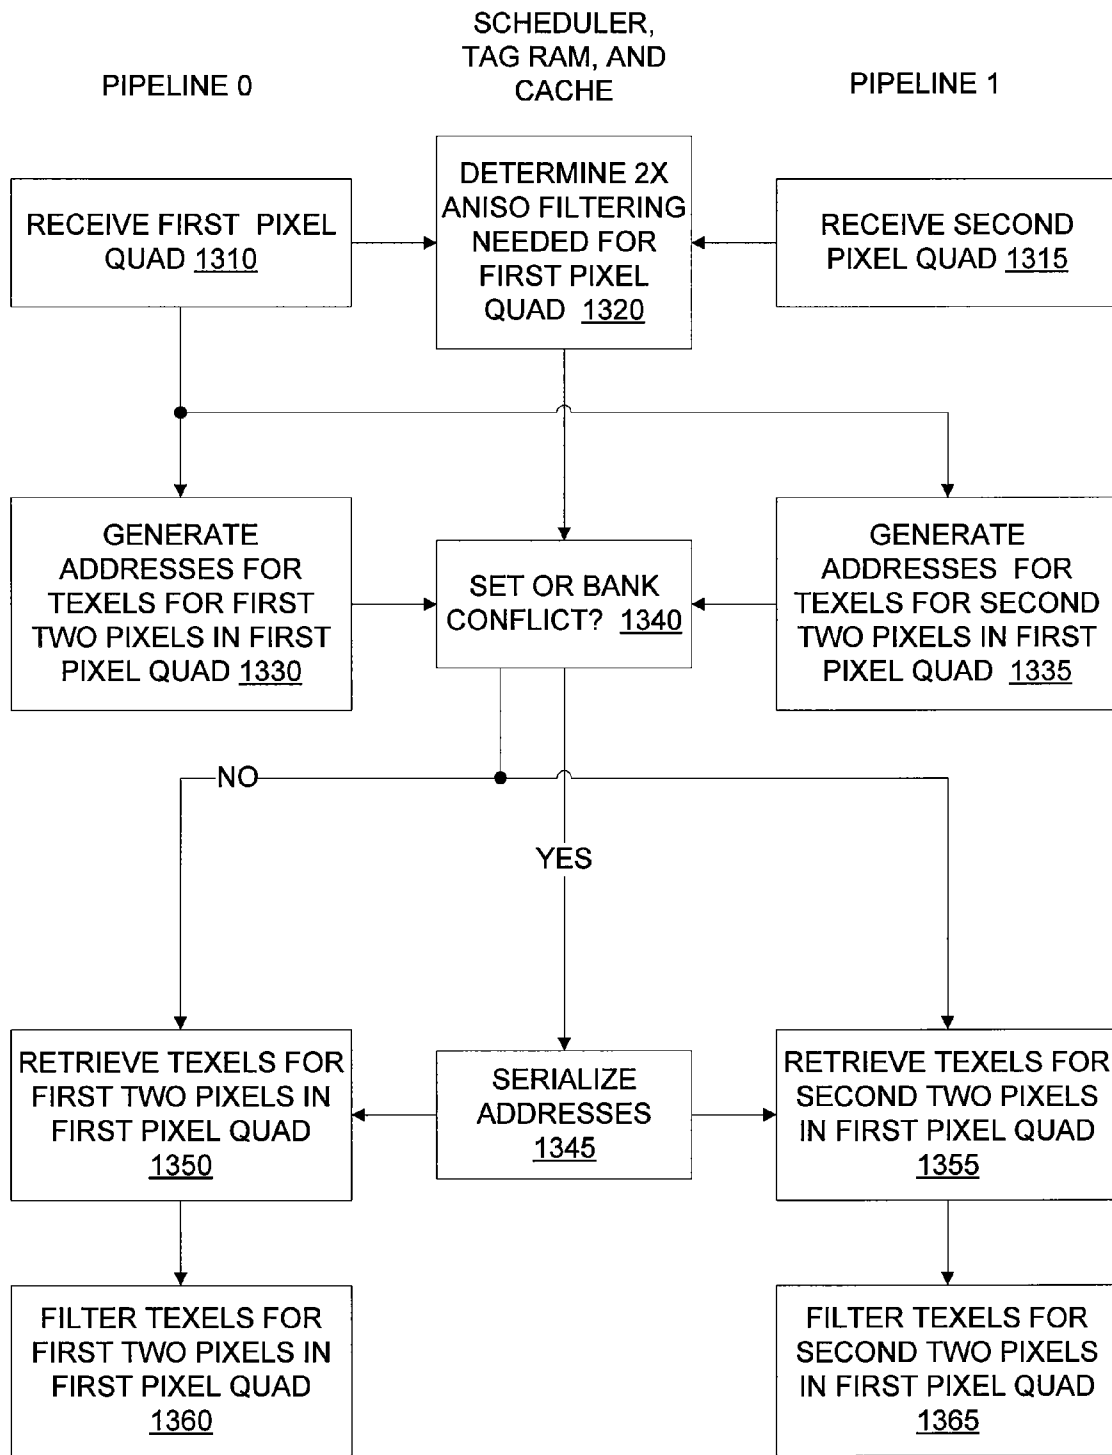 SCHEDULER,
TAG RAM, AND
CACHE
PIPELINE 0
PIPELINE 1
RECEIVE FIRST PIXEL
QUAD 1310
DETERMINE 2X
ANISO FILTERING
NEEDED FOR
FIRST PIXEL
QUAD 1320
RECEIVE SECOND
PIXEL QUAD 1315
GENERATE
ADDRESSES FOR
TEXELS FOR FIRST
TWO PIXELS IN FIRST
PIXEL QUAD 1330
SET OR BANK
CONFLICT? 1340
GENERATE
ADDRESSES FOR
TEXELS FOR SECOND
TWO PIXELS IN FIRST
PIXEL QUAD 1335
NO
YES
RETRIEVE TEXELS FOR
FIRST TWO PIXELS IN
FIRST PIXEL QUAD
1350
SERIALIZE
ADDRESSES
1345
RETRIEVE TEXELS FOR
SECOND TWO PIXELS
IN FIRST PIXEL QUAD
1355
FILTER TEXELS FOR
FIRST TWO PIXELS IN
FIRST PIXEL QUAD
1360
FILTER TEXELS FOR
SECOND TWO PIXELS
IN FIRST PIXEL QUAD
1365